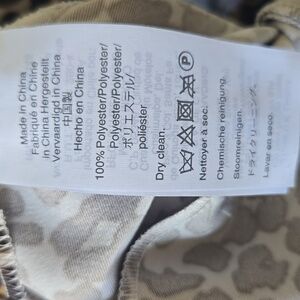 Made in China
Fabriqué en Chine
in China Hergestellt
Vervaardigd in China
中国製
Hecho en China
100% Polyester/Polyester/
Polyester/Polyester/
ポリエステル/
poliéster
Dry clean.
Nettoyer à sec.
Chemische reinigung.
Stoomreinigen.
ドライクリーニング。
Lavar en seco.